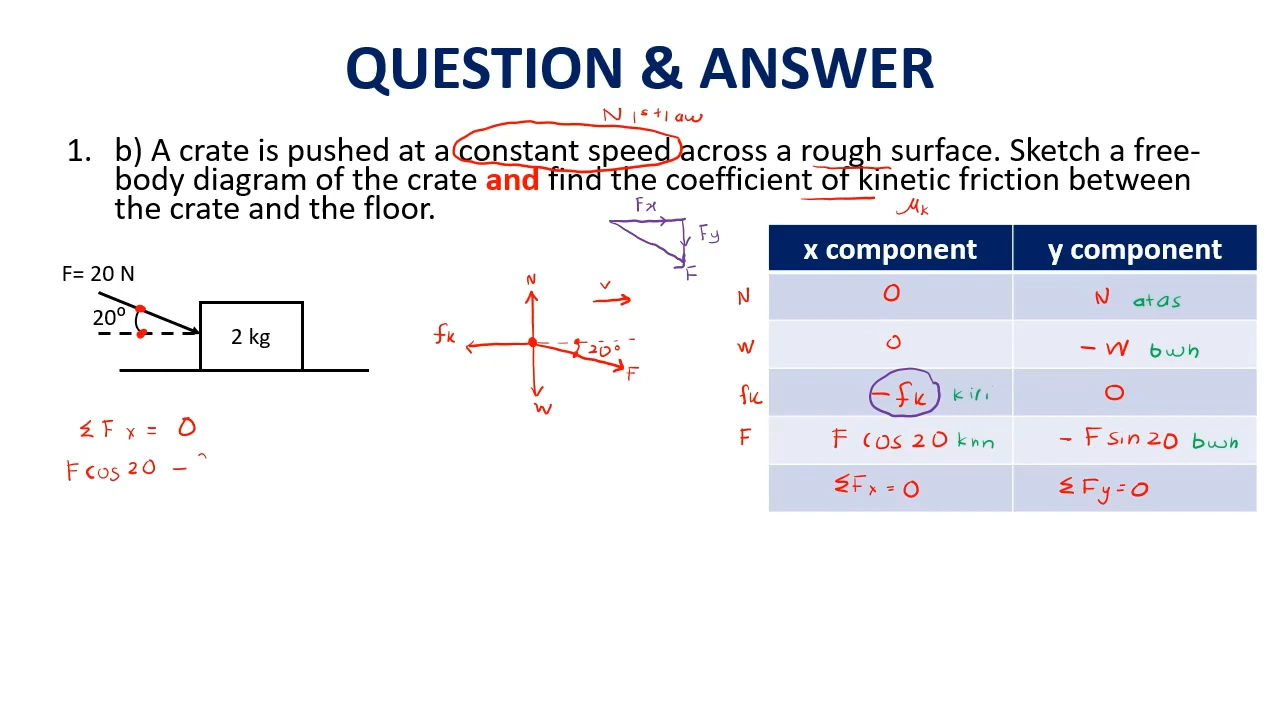 QUESTION & ANSWER
N 1st law
1. b) A crate is pushed at a constant speed across a rough surface. Sketch a free-
body diagram of the crate and find the coefficient of kinetic friction between
the crate and the floor.
μk
Fx
Fy
F
x component y component
F= 20 N
20⁰
2 kg
N
v
fk
20°
F
W
N 0 N atas
W 0 - W bwh
fk - fk kiri 0
F F cos 20 knn - F sin 20 bwh
ΣFx = 0 ΣFy = 0
ΣFx = 0
F cos 20 -